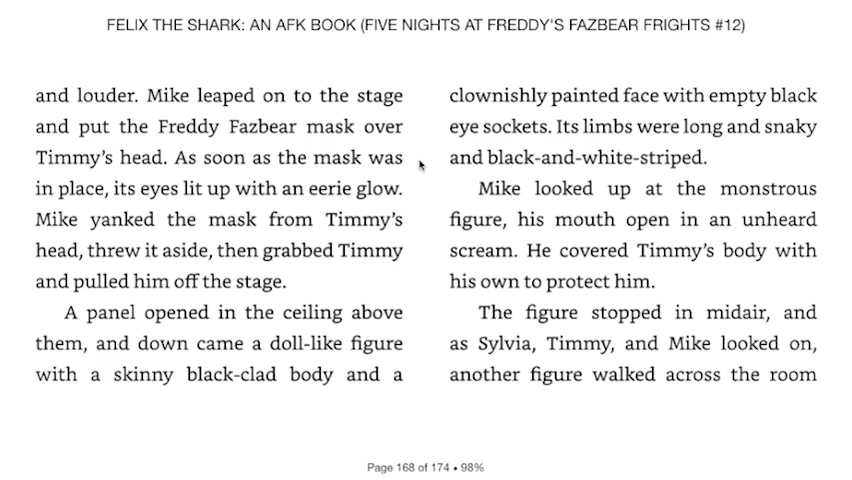 FELIX THE SHARK: AN AFK BOOK (FIVE NIGHTS AT FREDDY'S FAZBEAR FRIGHTS #12)
and louder. Mike leaped on to the stage
and put the Freddy Fazbear mask over
Timmy’s head. As soon as the mask was
in place, its eyes lit up with an eerie glow.
Mike yanked the mask from Timmy’s
head, threw it aside, then grabbed Timmy
and pulled him off the stage.
A panel opened in the ceiling above
them, and down came a doll-like figure
with a skinny black-clad body and a
clownishly painted face with empty black
eye sockets. Its limbs were long and snaky
and black-and-white-striped.
Mike looked up at the monstrous
figure, his mouth open in an unheard
scream. He covered Timmy’s body with
his own to protect him.
The figure stopped in midair, and
as Sylvia, Timmy, and Mike looked on,
another figure walked across the room
Page 168 of 174 • 98%